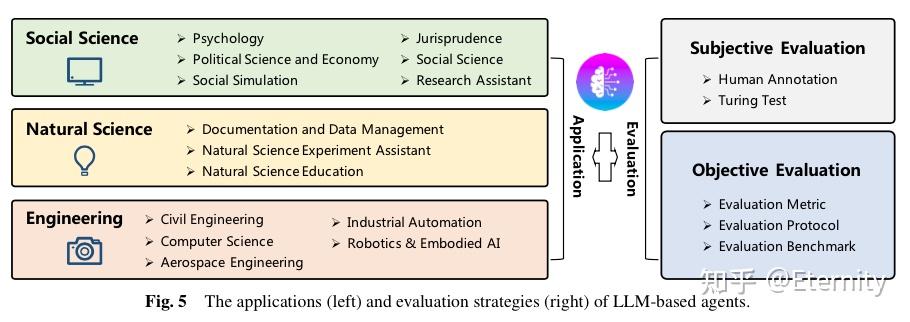 Social Science
➢ Psychology
➢ Political Science and Economy
➢ Social Simulation
➢ Jurisprudence
➢ Social Science
➢ Research Assistant
Natural Science
➢ Documentation and Data Management
➢ Natural Science Experiment Assistant
➢ Natural Science Education
Engineering
➢ Civil Engineering
➢ Computer Science
➢ Aerospace Engineering
➢ Industrial Automation
➢ Robotics & Embodied AI
Application
Evaluation
Subjective Evaluation
➢ Human Annotation
➢ Turing Test
Objective Evaluation
➢ Evaluation Metric
➢ Evaluation Protocol
➢ Evaluation Benchmark
知乎 @Eternity
Fig. 5 The applications (left) and evaluation strategies (right) of LLM-based agents.